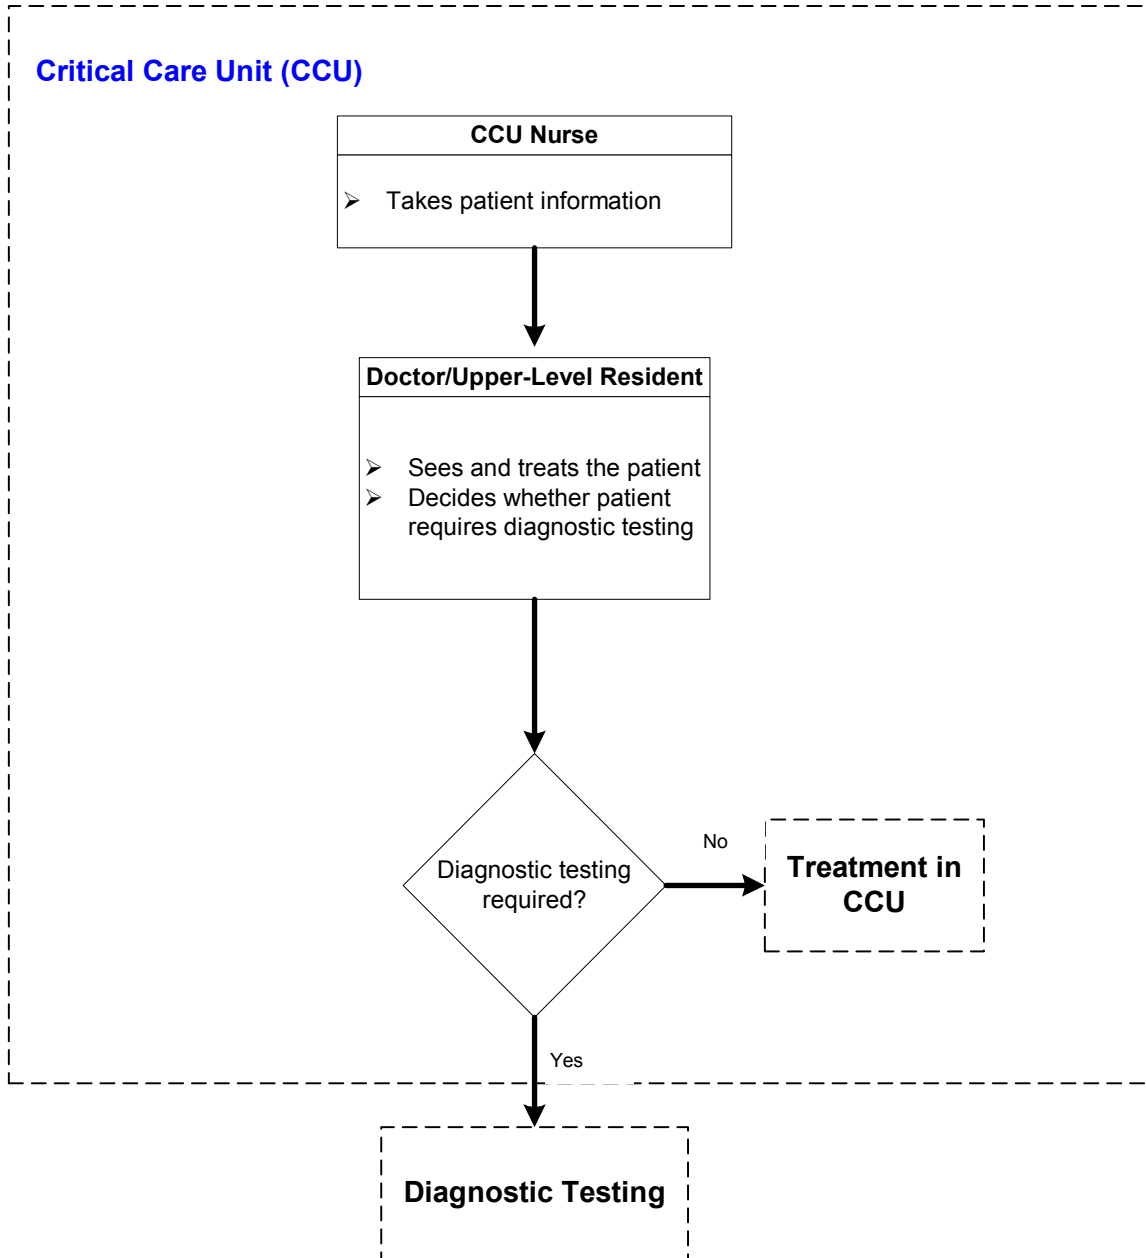 Critical Care Unit (CCU)
CCU Nurse
➢ Takes patient information
Doctor/Upper-Level Resident
➢ Sees and treats the patient
➢ Decides whether patient
requires diagnostic testing
Diagnostic testing
required?
No
Treatment in
CCU
Yes
Diagnostic Testing